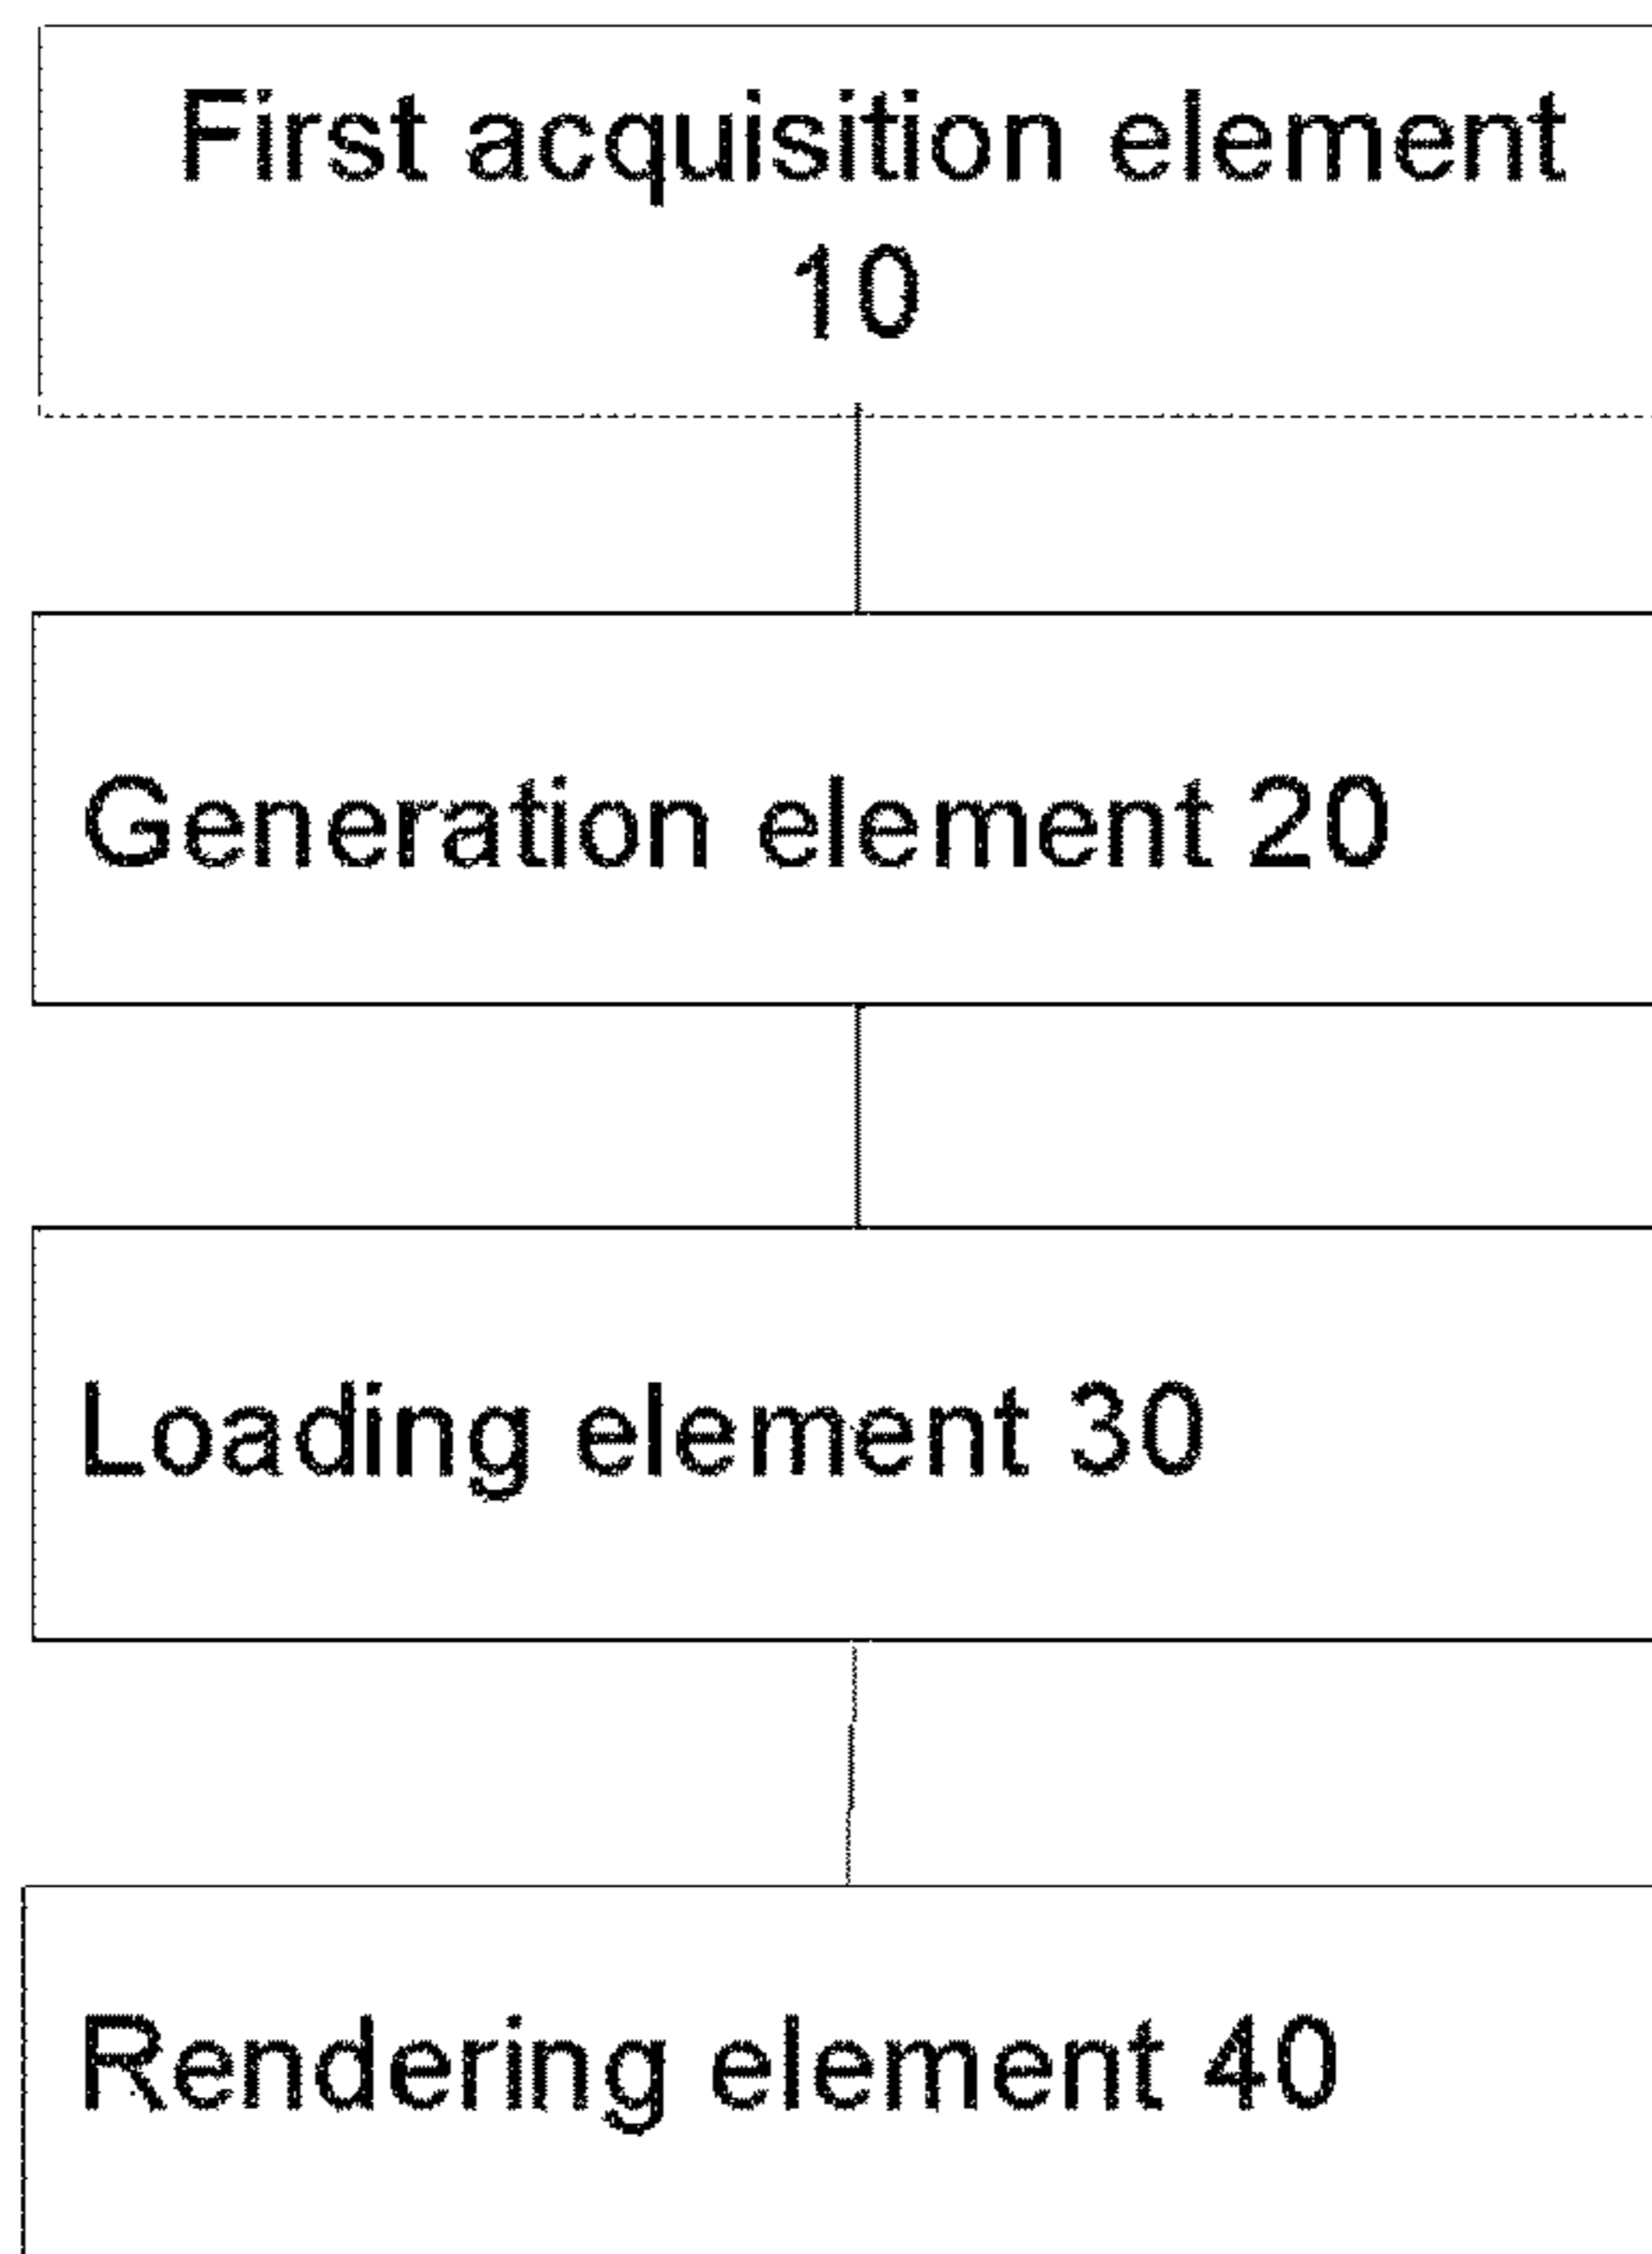 First acquisition element
10
Generation element 20
Loading element 30
Rendering element 40